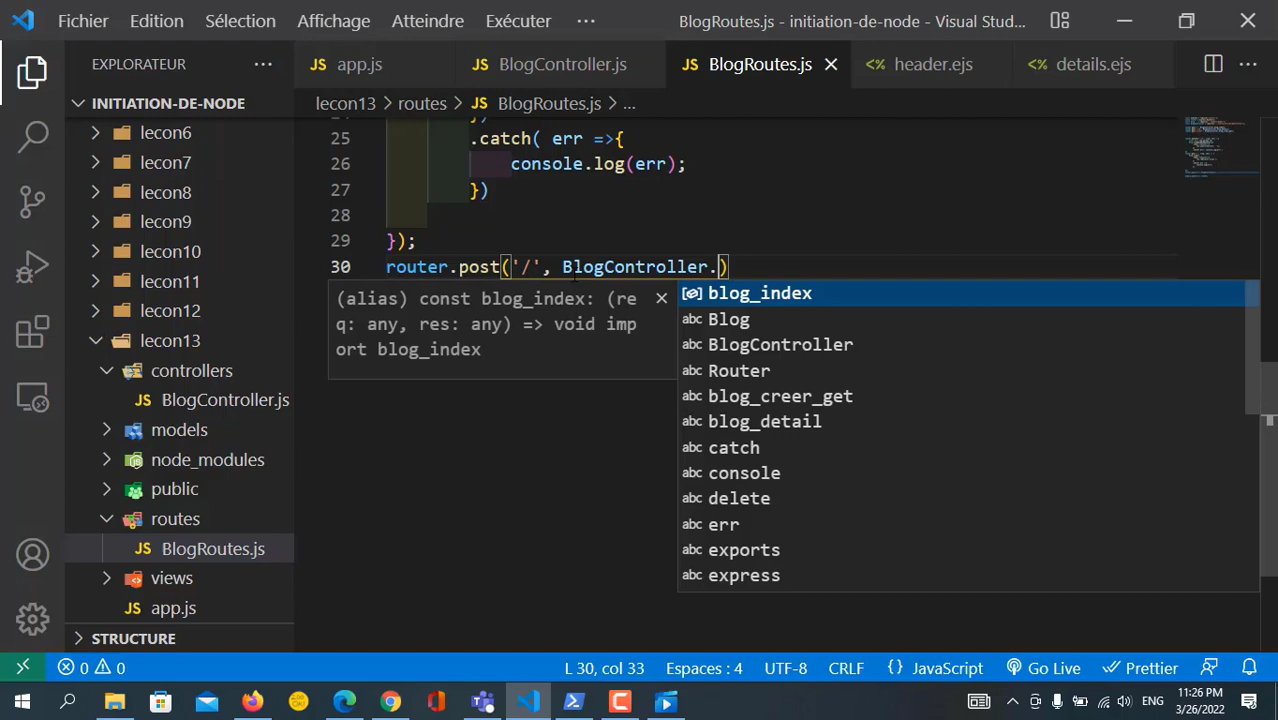 Fichier Edition Sélection Affichage Atteindre Exécuter ··· BlogRoutes.js - initiation-de-node - Visual Stud...
EXPLORATEUR ···
JS app.js JS BlogController.js JS BlogRoutes.js <% header.ejs <% details.ejs ···
INITIATION-DE-NODE
lecon13 > routes > JS BlogRoutes.js > ...
lecon6
lecon7
lecon8
lecon9
lecon10
lecon11
lecon12
lecon13
controllers
JS BlogController.js
models
node_modules
public
routes
JS BlogRoutes.js
views
JS app.js
STRUCTURE
25 .catch( err =>{
26 console.log(err);
27 })
28
29 });
30 router.post('/', BlogController.)
(alias) const blog_index: (re
q: any, res: any) => void imp
ort blog_index
blog_index
abc Blog
abc BlogController
abc Router
abc blog_creer_get
abc blog_detail
abc catch
abc console
abc delete
abc err
abc exports
abc express
0 0 L 30, col 33 Espaces : 4 UTF-8 CRLF {} JavaScript Go Live Prettier
ENG 11:26 PM
3/26/2022